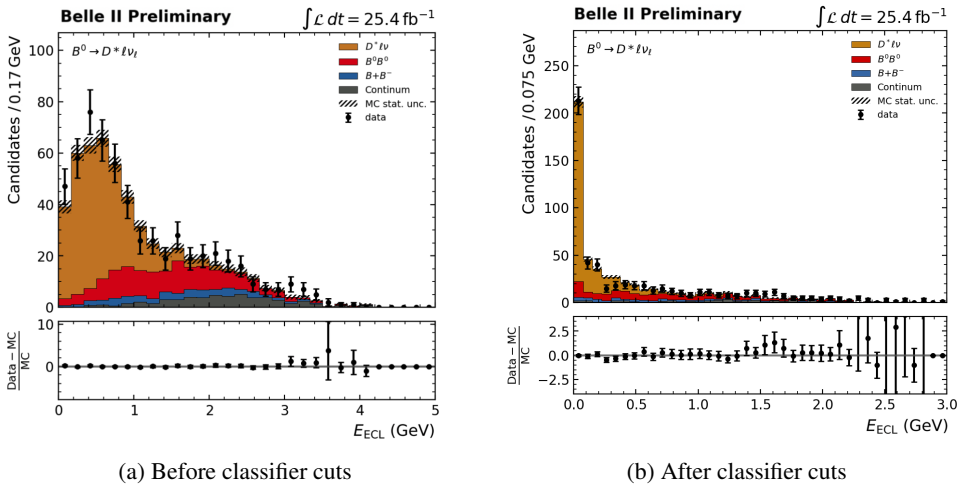 Belle II Preliminary ∫ℒ dt = 25.4 fb⁻¹
B⁰ → D*ℓνℓ
D*ℓν
B⁰B⁰
B+B⁻
Continum
MC stat. unc.
data
Candidates / 0.17 GeV
100
80
60
40
20
0
10
0
Data − MC
MC
0 1 2 3 4 5
E_ECL (GeV)
(a) Before classifier cuts
Belle II Preliminary ∫ℒ dt = 25.4 fb⁻¹
B⁰ → D*ℓνℓ
D*ℓν
B⁰B⁰
B+B⁻
Continum
MC stat. unc.
data
Candidates / 0.075 GeV
250
200
150
100
50
0
2.5
0.0
−2.5
Data − MC
MC
0.0 0.5 1.0 1.5 2.0 2.5 3.0
E_ECL (GeV)
(b) After classifier cuts